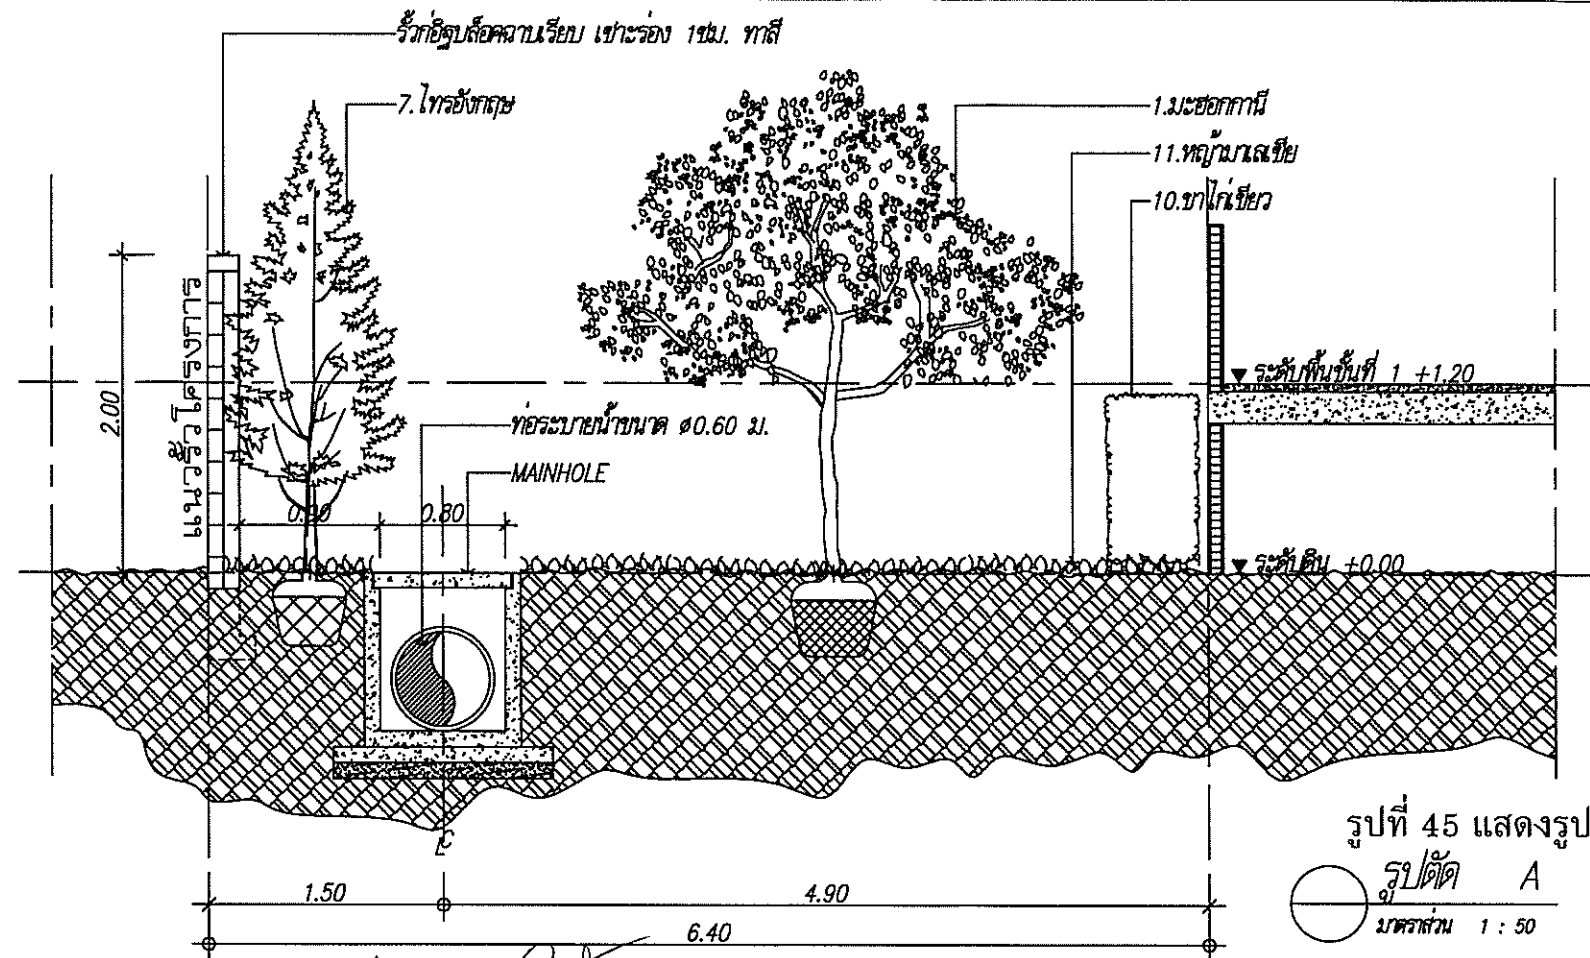 รั้วก่ออิฐบล็อคฉาบเรียบ เซาะร่อง 1ซม. ทาสี
7.ไทรอังกฤษ
1.มะฮอกกานี
11.หญ้ามาเลเซีย
10.ขาไก่เขียว
2.00
แนวรั้วโครงการ
ระดับพื้นชั้นที่ 1 +1.20
ท่อระบายน้ำขนาด ø0.60 ม.
MAINHOLE
0.90
0.80
ระดับดิน +0.00
1.50
4.90
6.40
รูปที่ 45 แสดงรูป
รูปตัด A
มาตราส่วน 1 : 50